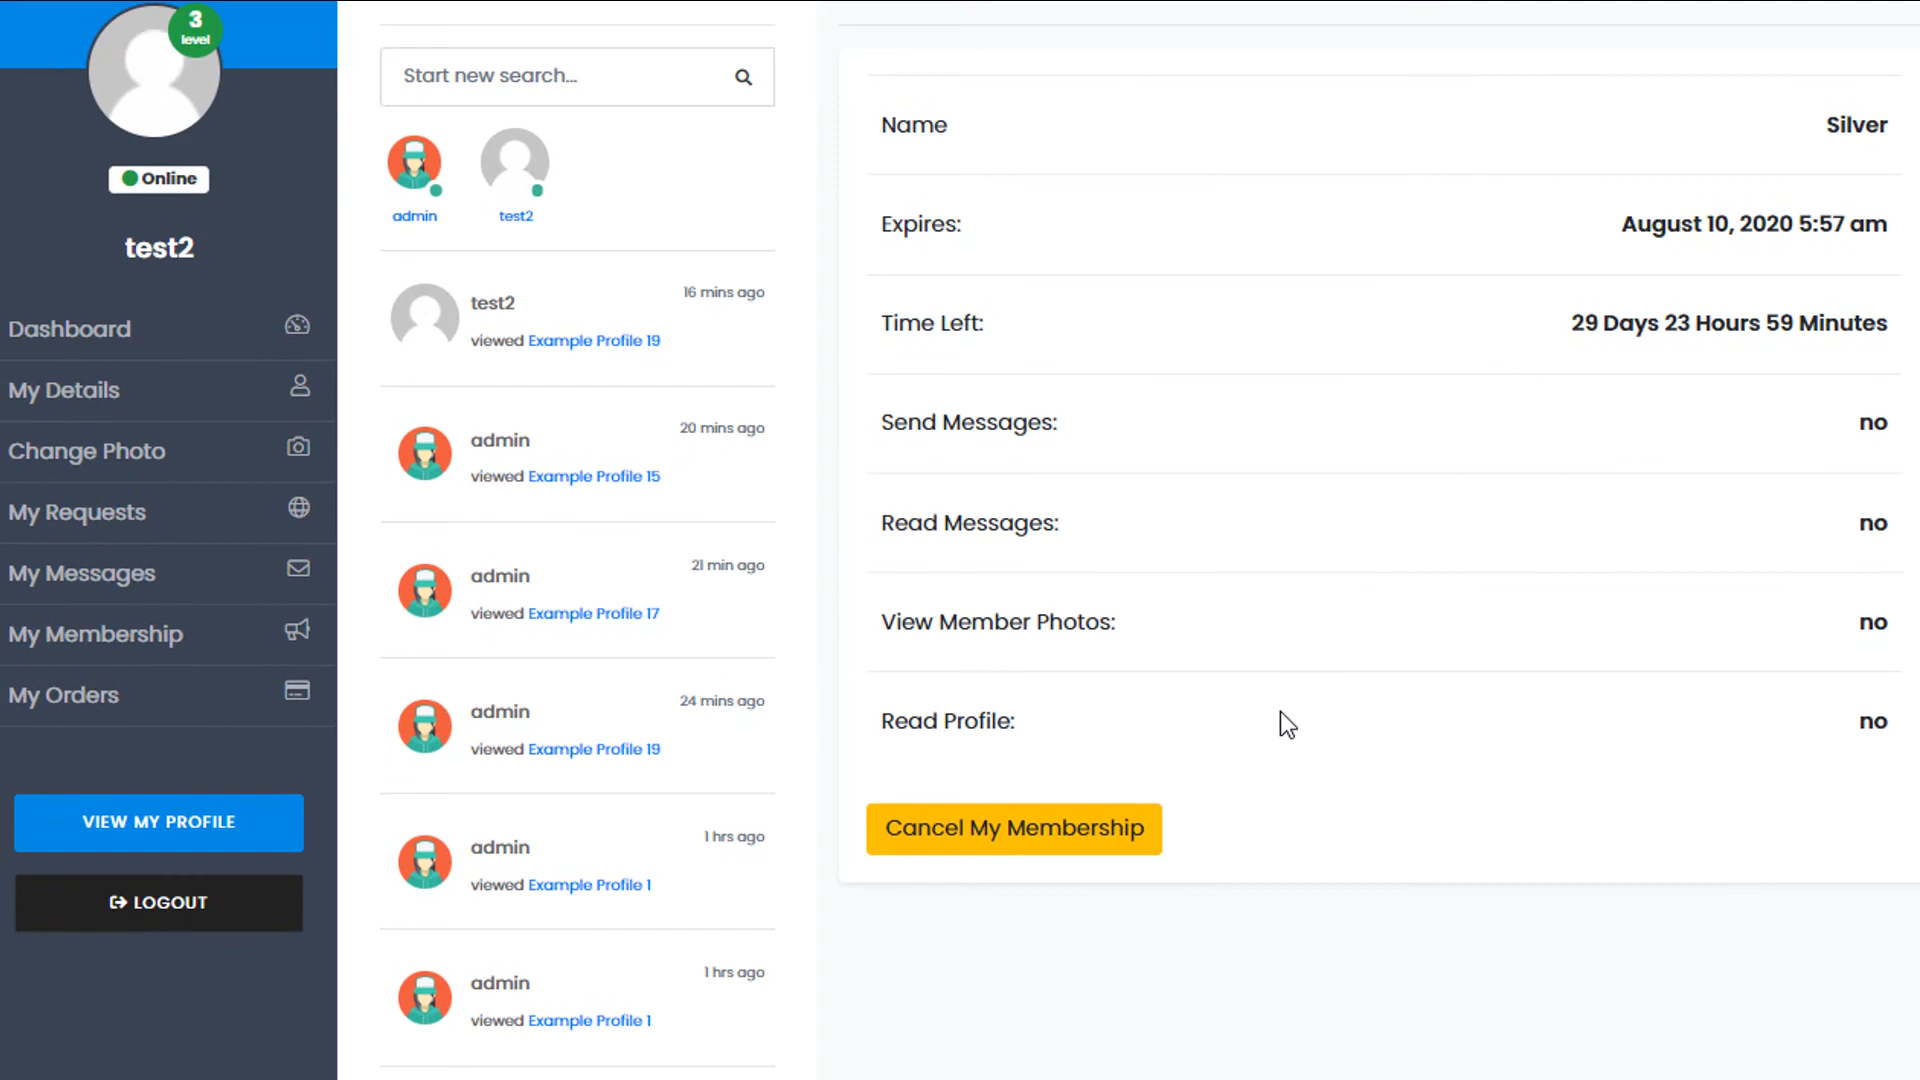 3
level
Online
test2
Dashboard
My Details
Change Photo
My Requests
My Messages
My Membership
My Orders
VIEW MY PROFILE
LOGOUT
Start new search...
admin
test2
test2
16 mins ago
viewed Example Profile 19
admin
20 mins ago
viewed Example Profile 15
admin
21 min ago
viewed Example Profile 17
admin
24 mins ago
viewed Example Profile 19
admin
1 hrs ago
viewed Example Profile 1
admin
1 hrs ago
viewed Example Profile 1
Name
Silver
Expires:
August 10, 2020 5:57 am
Time Left:
29 Days 23 Hours 59 Minutes
Send Messages:
no
Read Messages:
no
View Member Photos:
no
Read Profile:
no
Cancel My Membership